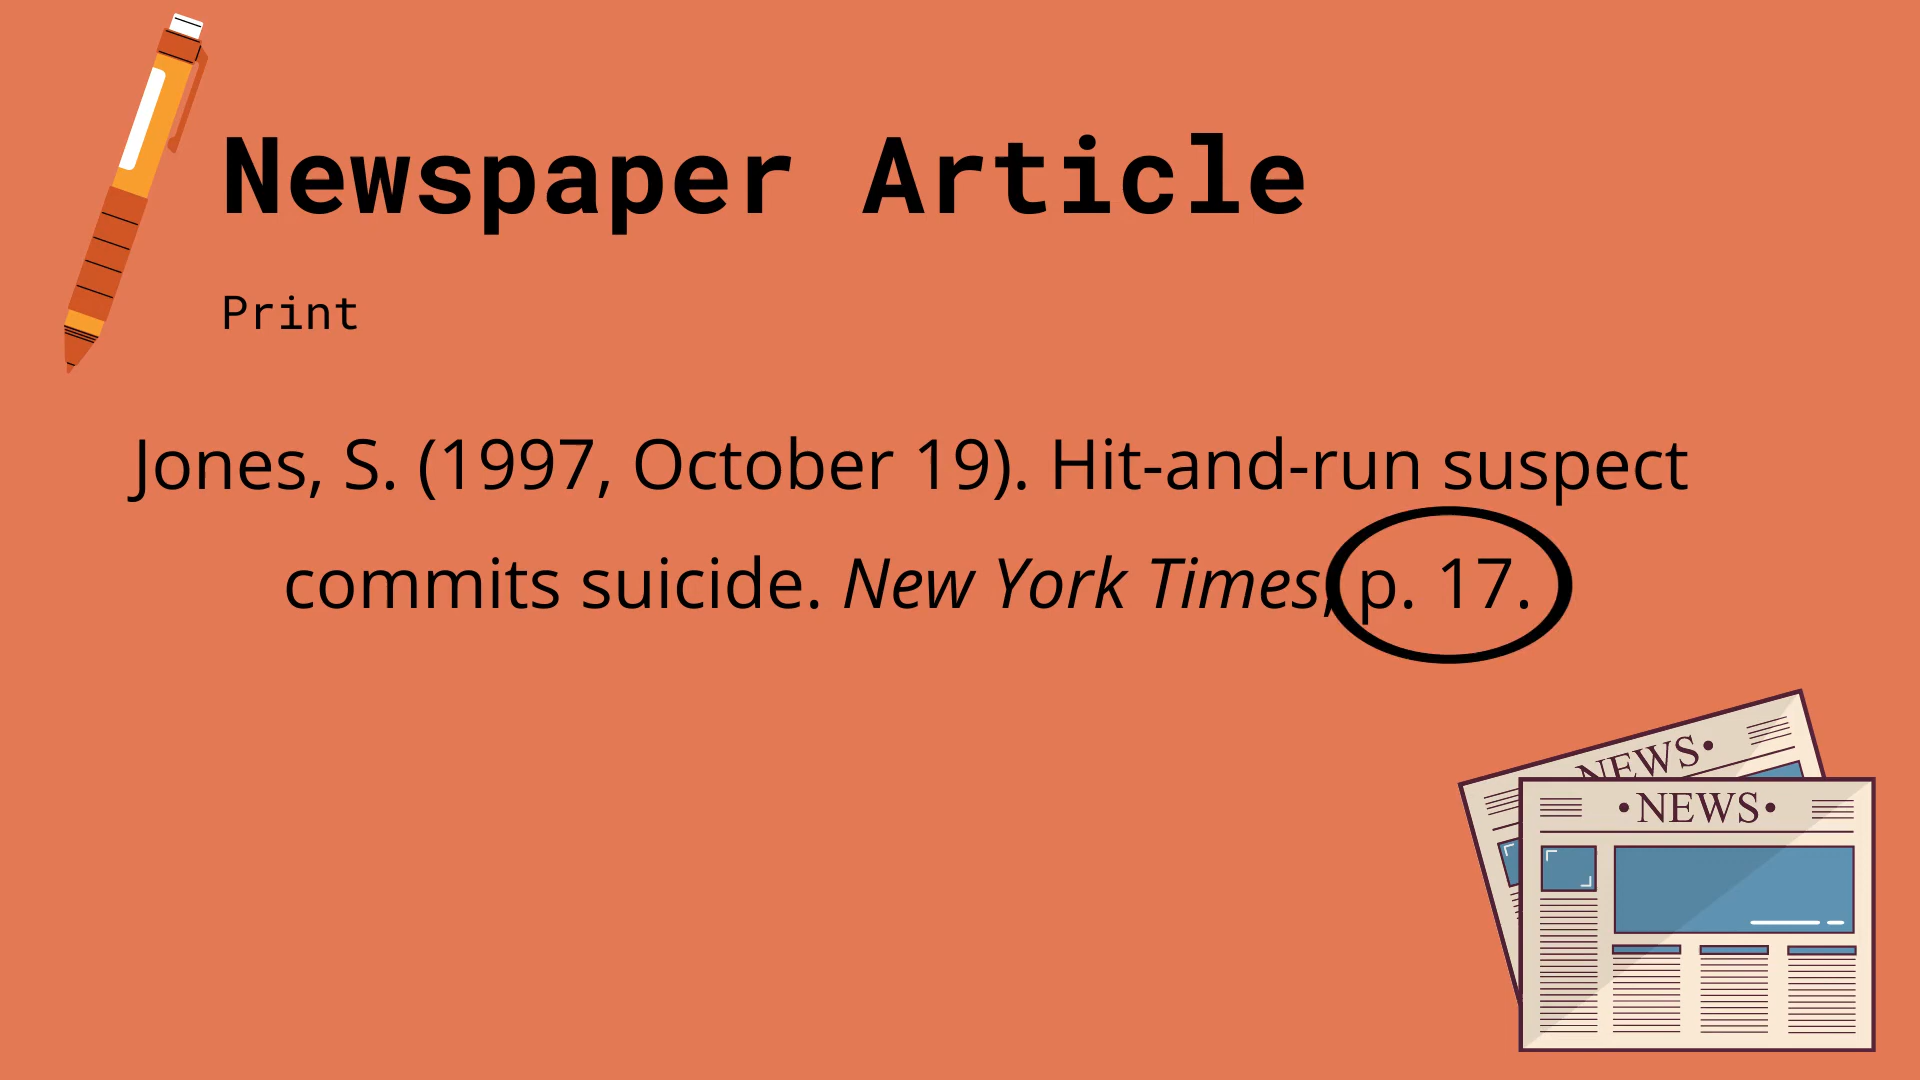 Newspaper Article
Print
Jones, S. (1997, October 19). Hit-and-run suspect
commits suicide. New York Times, p. 17.
NEWS•
•NEWS•